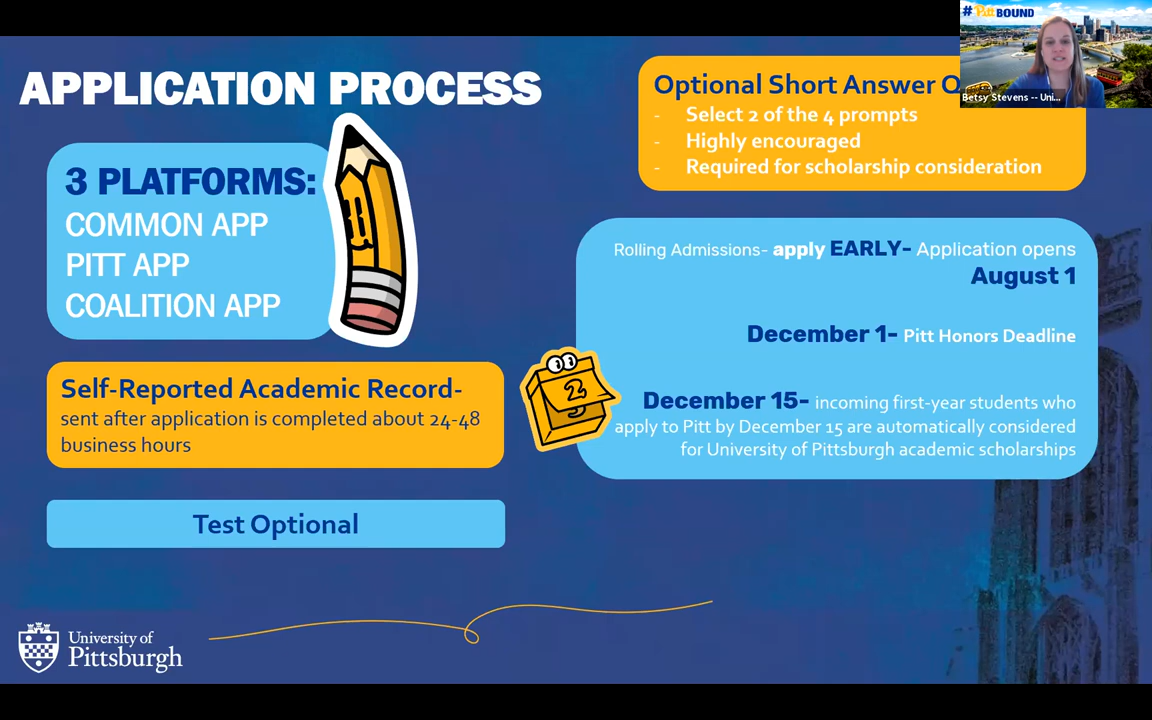 # Pitt BOUND
Betsy Stevens -- Uni...
APPLICATION PROCESS
3 PLATFORMS:
COMMON APP
PITT APP
COALITION APP
Self-Reported Academic Record-
sent after application is completed about 24-48
business hours
Test Optional
Optional Short Answer Q
- Select 2 of the 4 prompts
- Highly encouraged
- Required for scholarship consideration
Rolling Admissions- apply EARLY- Application opens
August 1
December 1- Pitt Honors Deadline
2
December 15- incoming first-year students who
apply to Pitt by December 15 are automatically considered
for University of Pittsburgh academic scholarships
University of
Pittsburgh